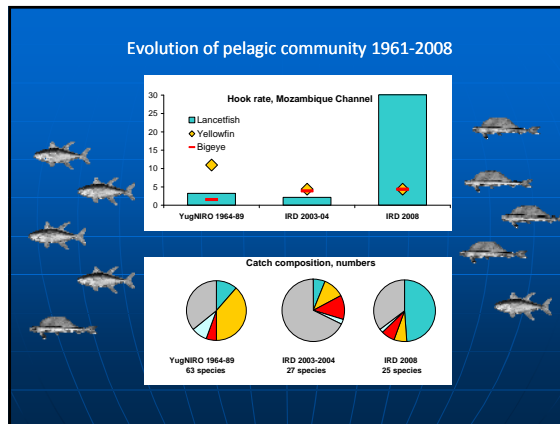 Evolution of pelagic community 1961-2008
Hook rate, Mozambique Channel
30
25
20
15
10
5
0
Lancetfish
Yellowfin
Bigeye
YugNIRO 1964-89 IRD 2003-04 IRD 2008
Catch composition, numbers
YugNIRO 1964-89 IRD 2003-2004 IRD 2008
63 species 27 species 25 species